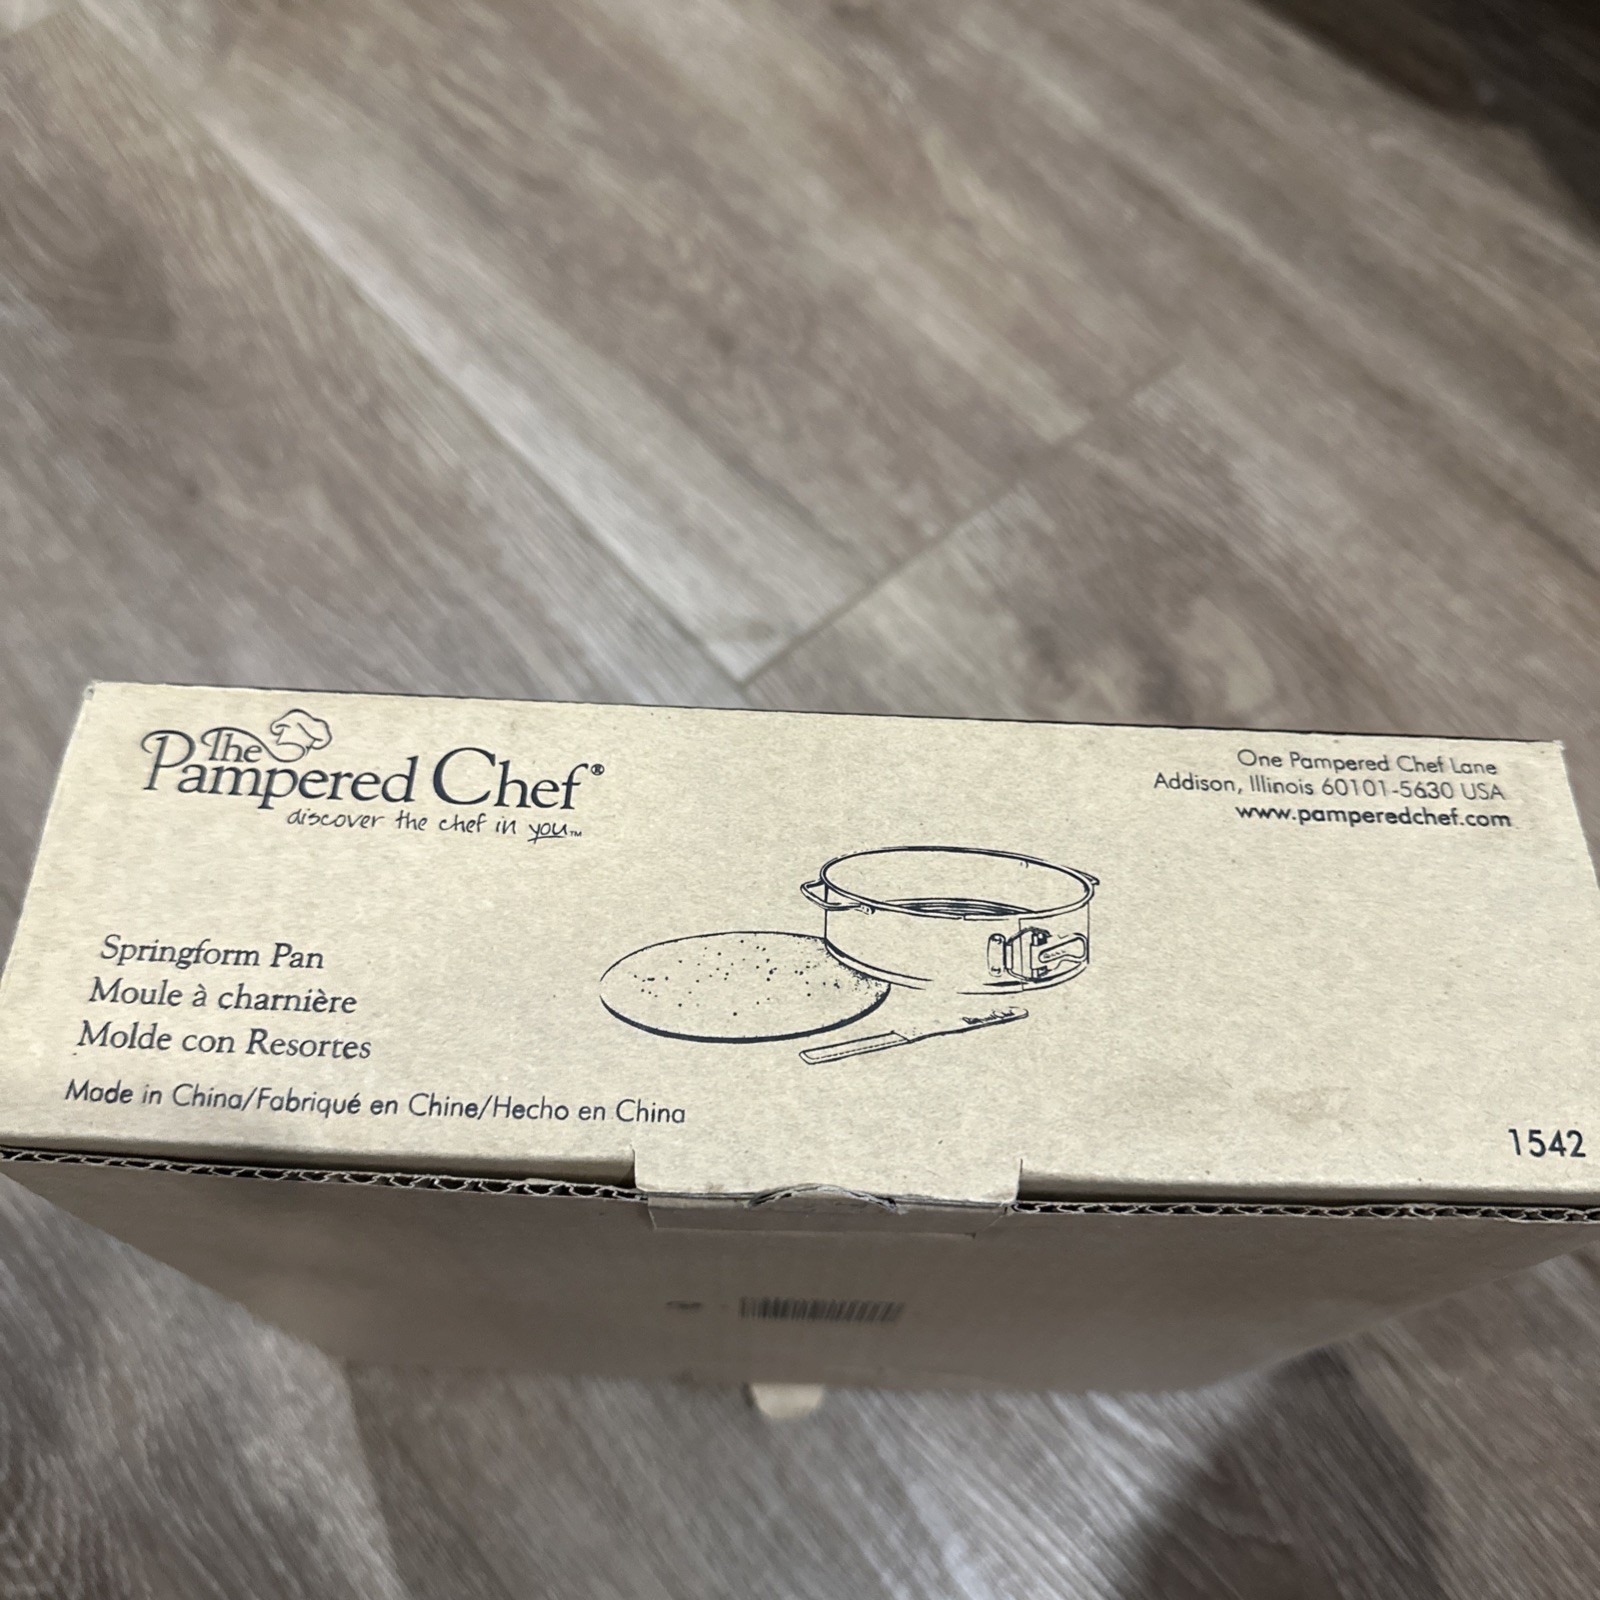 The
Pampered Chef®
discover the chef in you™
One Pampered Chef Lane
Addison, Illinois 60101-5630 USA
www.pamperedchef.com
Springform Pan
Moule à charnière
Molde con Resortes
Made in China/Fabriqué en Chine/Hecho en China
1542